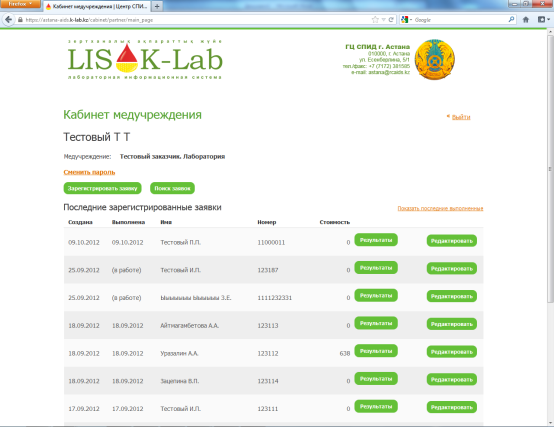 Firefox
Кабинет медучреждения | Центр СПИ...
https://astana-aids.k-lab.kz/cabinet/partner/main_page
Google
LIS K-Lab
лабораторная информационная система
ГЦ СПИД г. Астана
010000, г. Астана
ул. Есенберлина, 5/1
тел./факс: +7 (7172) 381585
e-mail: astana@rcaids.kz
Кабинет медучреждения
Выйти
Тестовый Т Т
Медучреждение: Тестовый заказчик. Лаборатория
Сменить пароль
Зарегистрировать заявку Поиск заявок
Последние зарегистрированные заявки
Показать последние выполненные
Создана Выполнена Имя Номер Стоимость
09.10.2012 09.10.2012 Тестовый П.П. 11000011 0 Результаты Редактировать
25.09.2012 (в работе) Тестовый И.П. 123187 0 Результаты Редактировать
25.09.2012 (в работе) З.Е. 1111232331 0 Результаты Редактировать
18.09.2012 18.09.2012 Айтмагамбетова А.А. 123113 0 Результаты Редактировать
18.09.2012 18.09.2012 Уразалин А.А. 123112 638 Результаты Редактировать
18.09.2012 18.09.2012 Зацепина В.П. 123114 0 Результаты Редактировать
17.09.2012 17.09.2012 Тестовый И.П. 123111 0 Результаты Редактировать